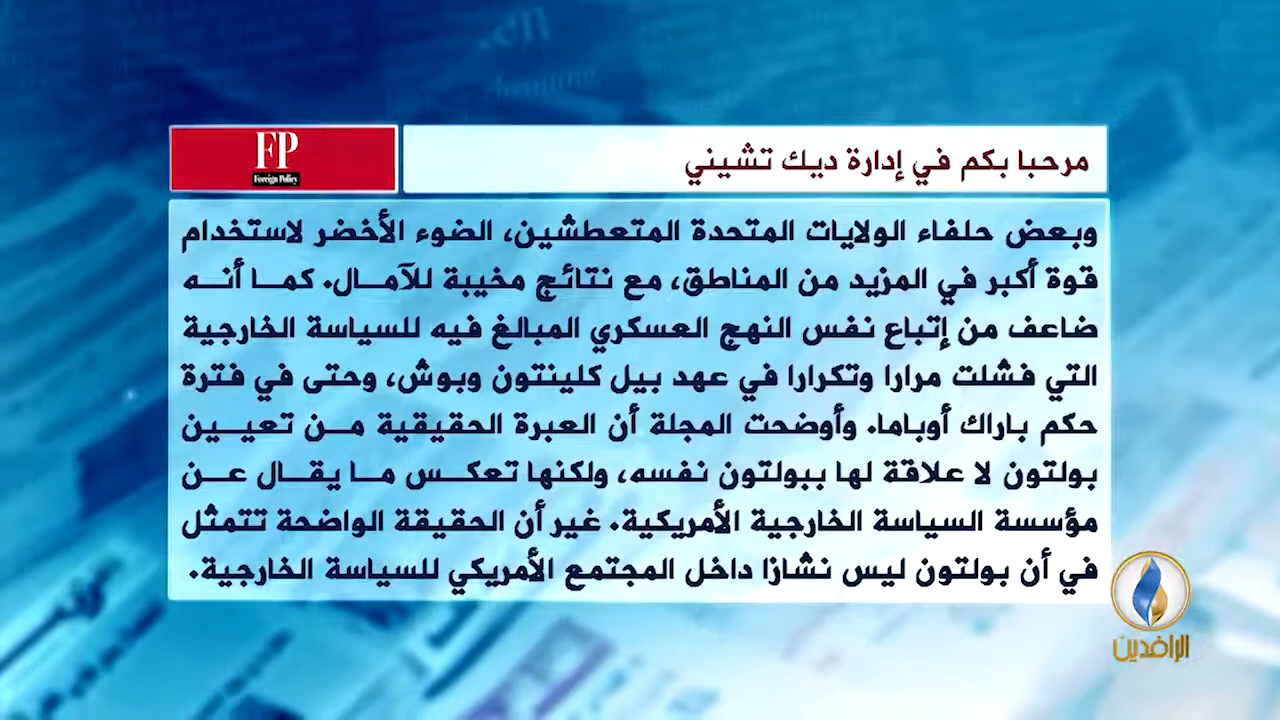 FP
Foreign Policy
مرحبا بكم في إدارة ديك تشيني
وبعض حلفاء الولايات المتحدة المتعطشين، الضوء الأخضر لاستخدام
قوة أكبر في المزيد من المناطق، مع نتائج مخيبة للآمال. كما أنه
ضاعف من إتباع نفس النهج العسكري المبالغ فيه للسياسة الخارجية
التي فشلت مرارا وتكرارا في عهد بيل كلينتون وبوش، وحتى في فترة
حكم باراك أوباما. وأوضحت المجلة أن العبرة الحقيقية من تعيين
بولتون لا علاقة لها ببولتون نفسه، ولكنها تعكس ما يقال عن
مؤسسة السياسة الخارجية الأمريكية. غير أن الحقيقة الواضحة تتمثل
في أن بولتون ليس نشازا داخل المجتمع الأمريكي للسياسة الخارجية.
الرافدين